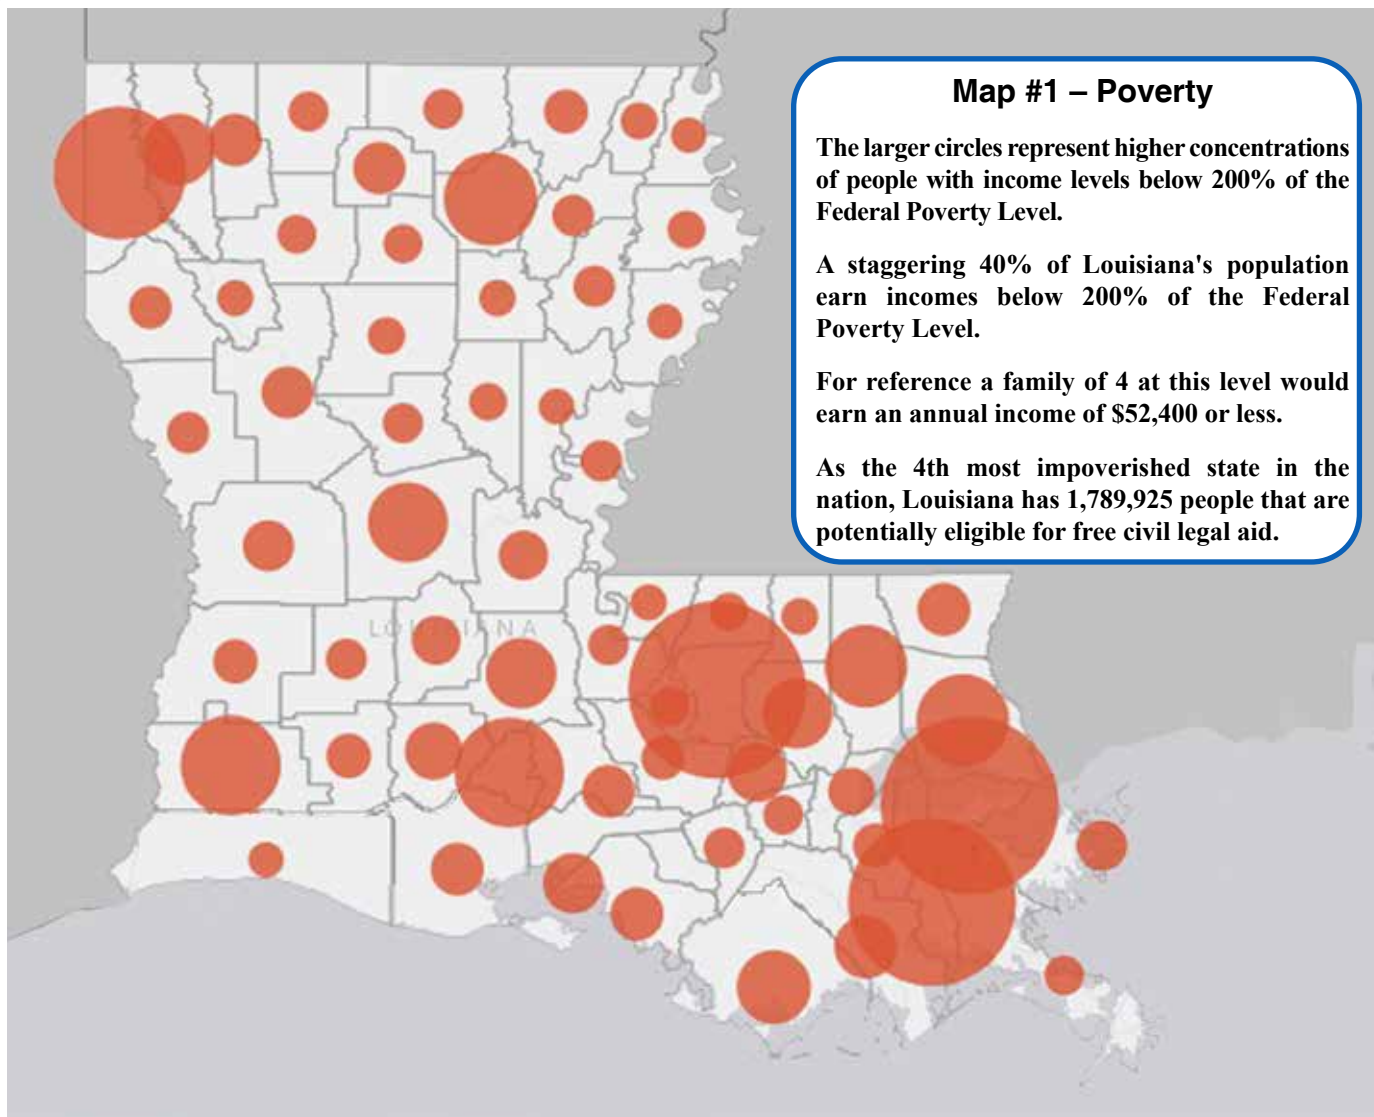 Map #1 – Poverty
The larger circles represent higher concentrations
of people with income levels below 200% of the
Federal Poverty Level.
A staggering 40% of Louisiana's population
earn incomes below 200% of the Federal
Poverty Level.
For reference a family of 4 at this level would
earn an annual income of $52,400 or less.
As the 4th most impoverished state in the
nation, Louisiana has 1,789,925 people that are
potentially eligible for free civil legal aid.
LOUISIANA